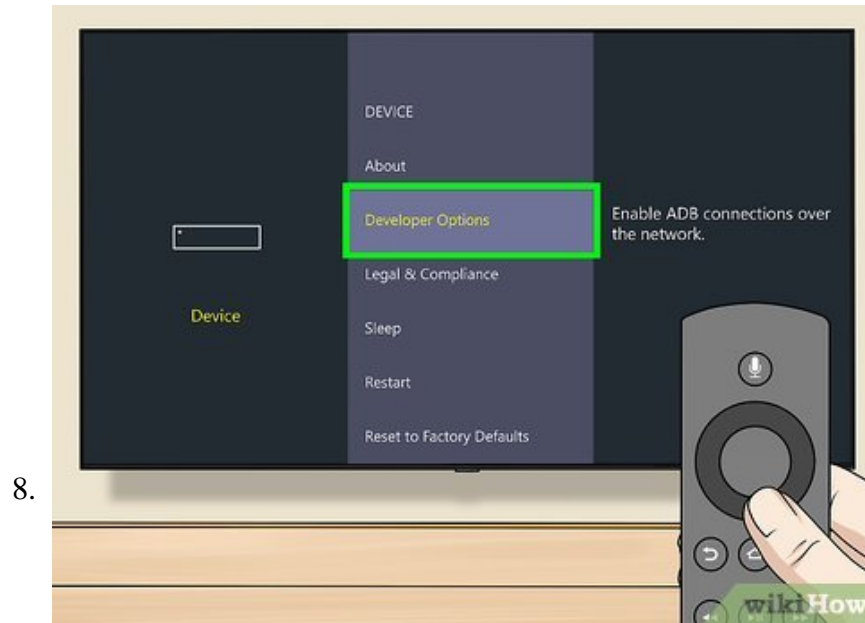 DEVICE
About
Developer Options
Enable ADB connections over
the network.
Legal & Compliance
Device
Sleep
Restart
Reset to Factory Defaults
8.
wikiHow